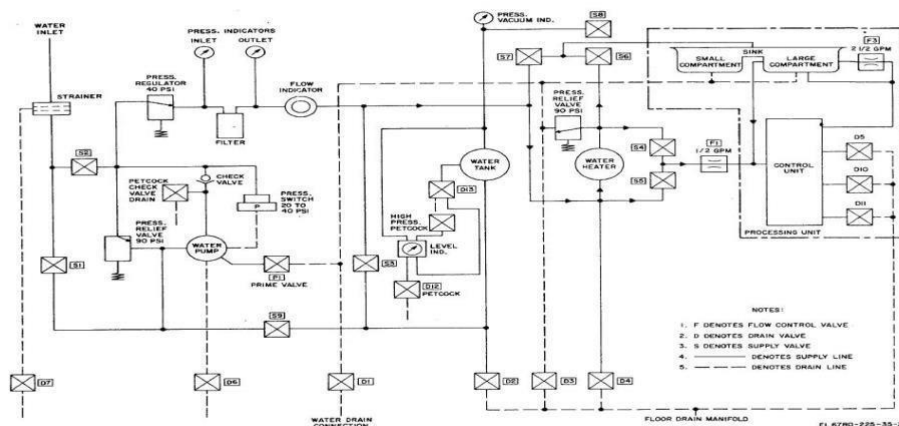 WATER
INLET
PRESS. INDICATORS
INLET
OUTLET
PRESS.
VACUUM IND.
S8
S7
S6
SINK
SMALL
COMPARTMENT
LARGE
COMPARTMENT
F3
2 1/2 GPM
STRAINER
PRESS.
REGULATOR
40 PSI
FILTER
FLOW
INDICATOR
PRESS.
RELIEF
VALVE
90 PSI
S2
PETCOCK
CHECK
VALVE
DRAIN
CHECK
VALVE
PRESS.
SWITCH
20 TO
40 PSI
P
WATER
TANK
WATER
HEATER
S4
S5
F1
1/2 GPM
CONTROL
UNIT
D5
D10
D11
PROCESSING UNIT
D13
HIGH
PRESS.
PETCOCK
LEVEL
IND.
D12
PETCOCK
PRESS.
RELIEF
VALVE
90 PSI
WATER
PUMP
P1
PRIME VALVE
S1
S3
S9
NOTES:
1. F DENOTES FLOW CONTROL VALVE
2. D DENOTES DRAIN VALVE
3. S DENOTES SUPPLY VALVE
4. DENOTES SUPPLY LINE
5. DENOTES DRAIN LINE
D7
D6
D1
D2
D3
D4
WATER DRAIN
CONNECTION
FLOOR DRAIN MANIFOLD